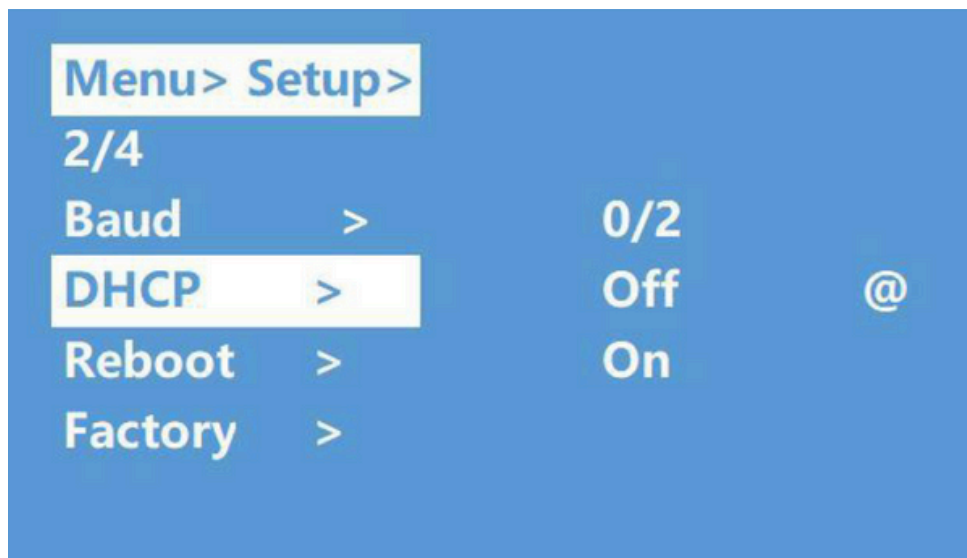 Menu> Setup>
2/4
Baud > 0/2
DHCP > Off @
Reboot > On
Factory >